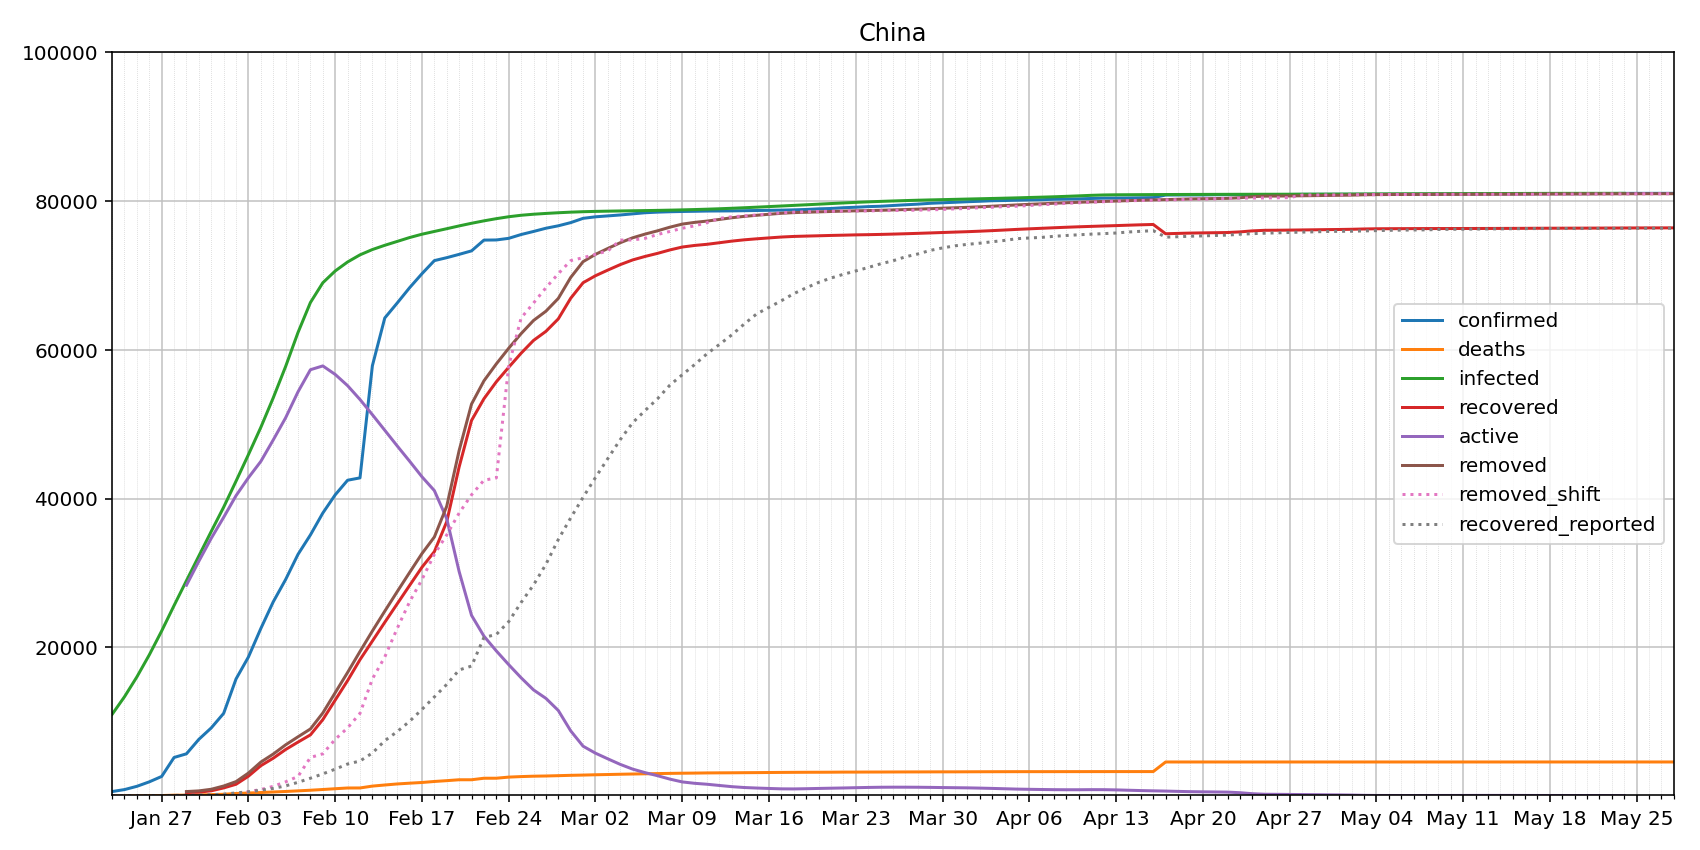 China
100000
80000
60000
40000
20000
Jan 27 Feb 03 Feb 10 Feb 17 Feb 24 Mar 02 Mar 09 Mar 16 Mar 23 Mar 30 Apr 06 Apr 13 Apr 20 Apr 27 May 04 May 11 May 18 May 25
confirmed
deaths
infected
recovered
active
removed
removed_shift
recovered_reported